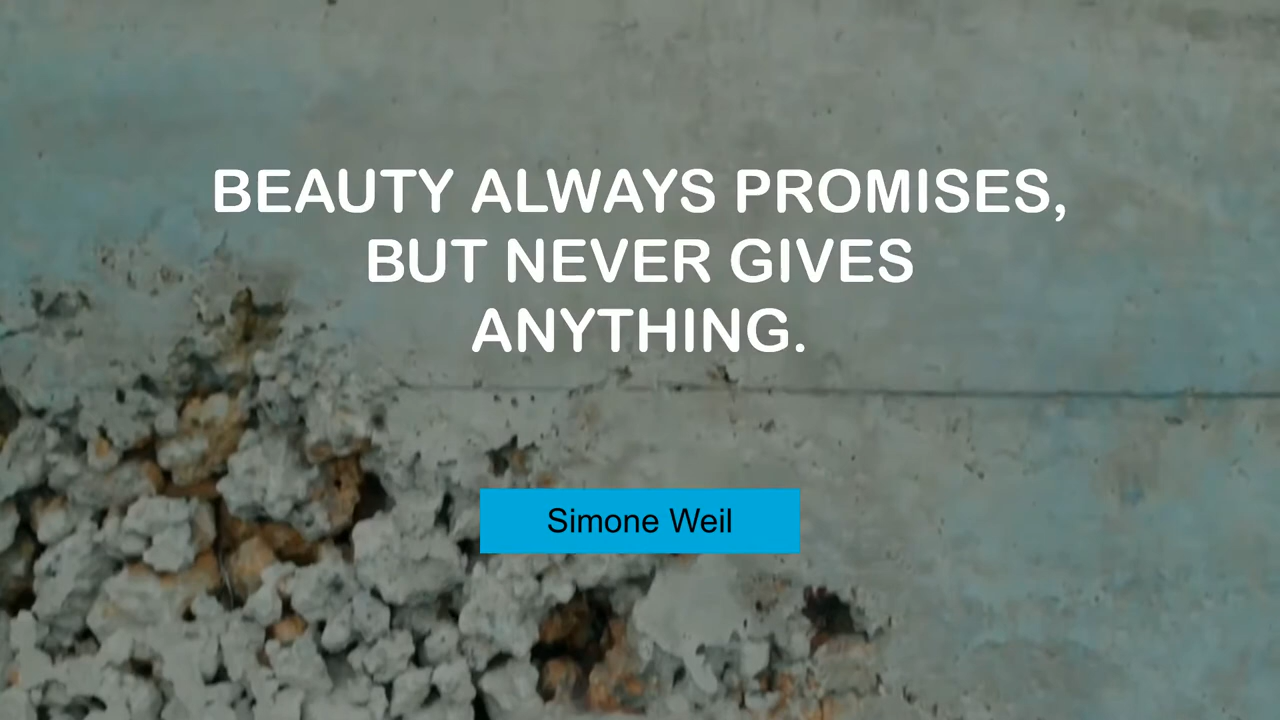 BEAUTY ALWAYS PROMISES,
BUT NEVER GIVES
ANYTHING.
Simone Weil